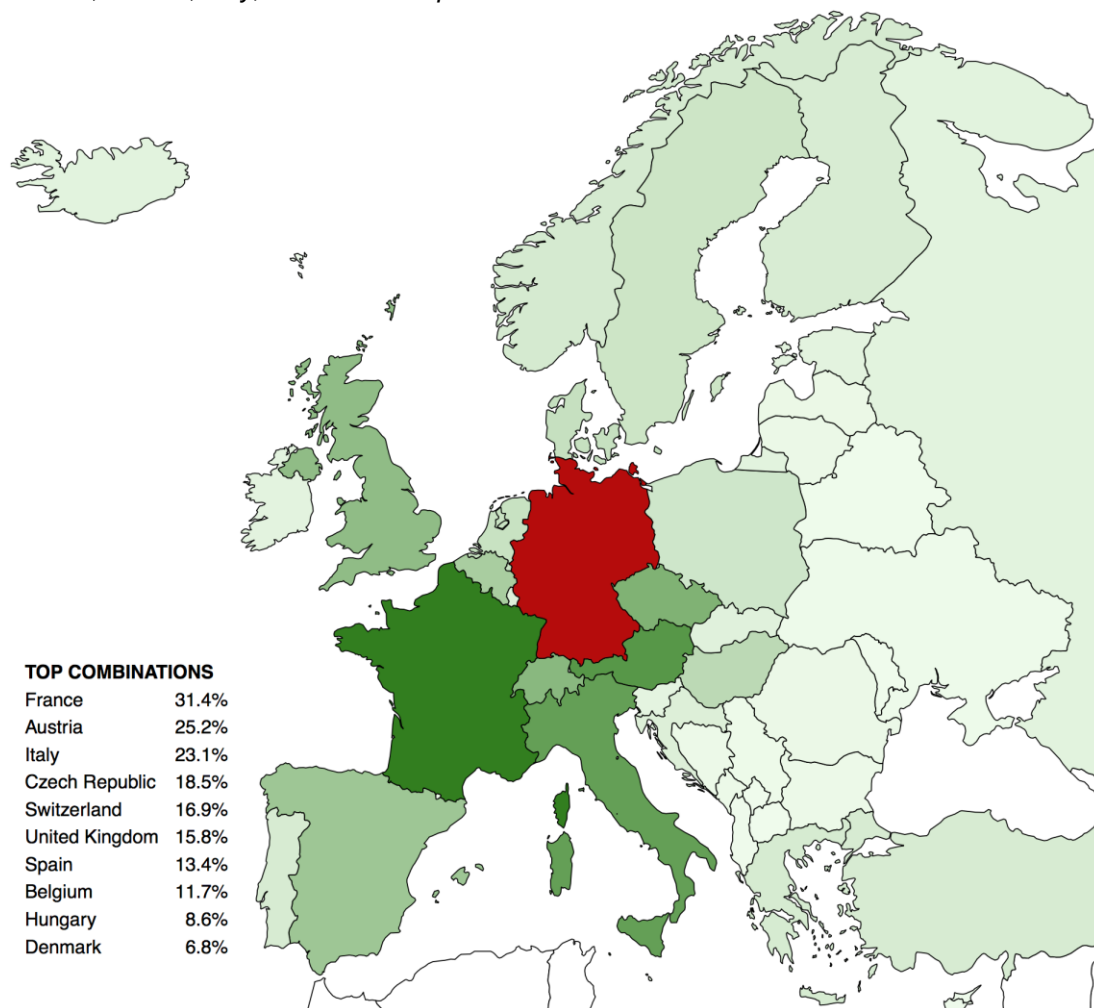 TOP COMBINATIONS
France 31.4%
Austria 25.2%
Italy 23.1%
Czech Republic 18.5%
Switzerland 16.9%
United Kingdom 15.8%
Spain 13.4%
Belgium 11.7%
Hungary 8.6%
Denmark 6.8%